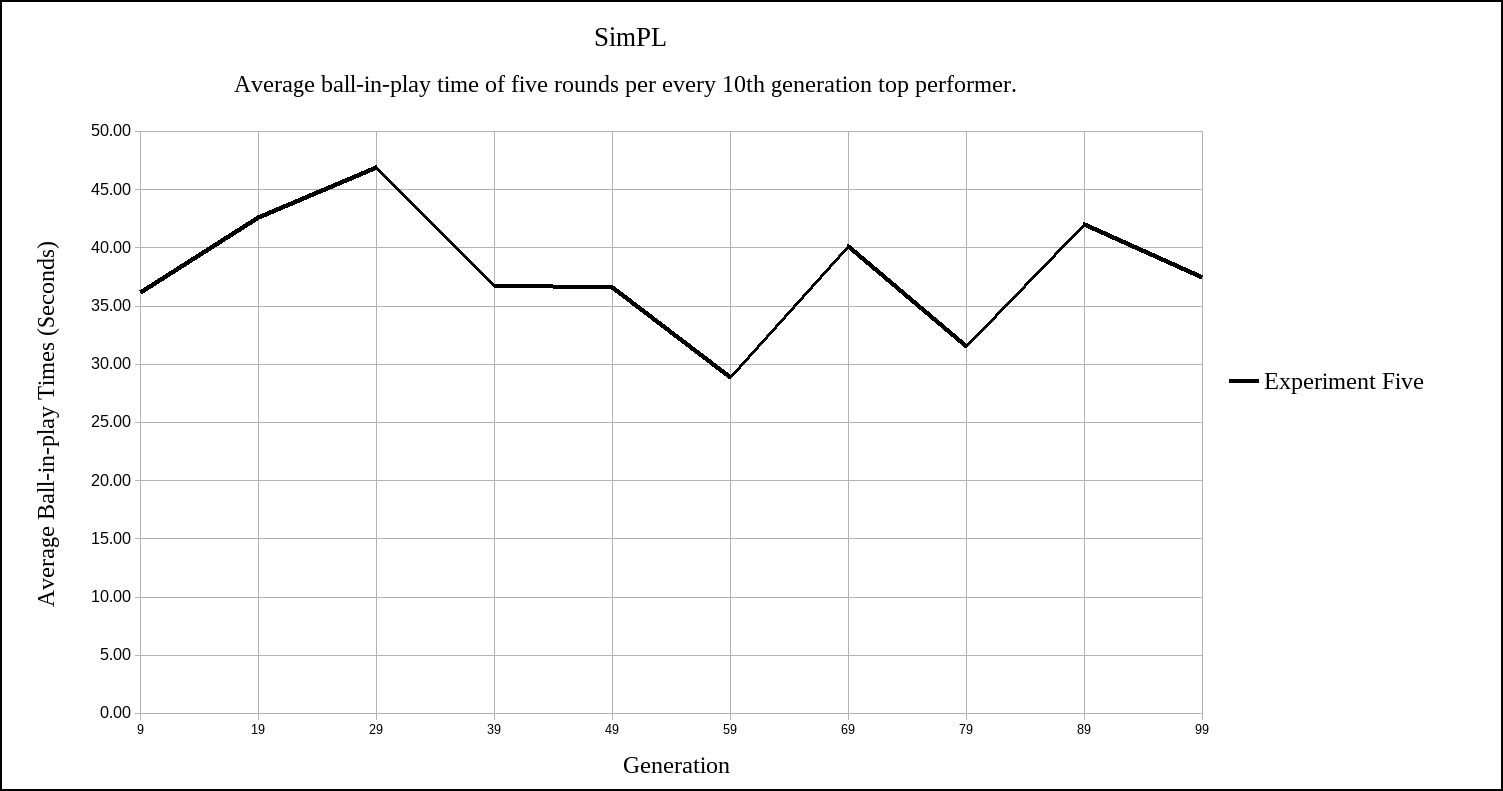 SimPL
Average ball-in-play time of five rounds per every 10th generation top performer.
50.00
45.00
40.00
35.00
30.00
25.00
20.00
15.00
10.00
5.00
0.00
Average Ball-in-play Times (Seconds)
9 19 29 39 49 59 69 79 89 99
Generation
Experiment Five